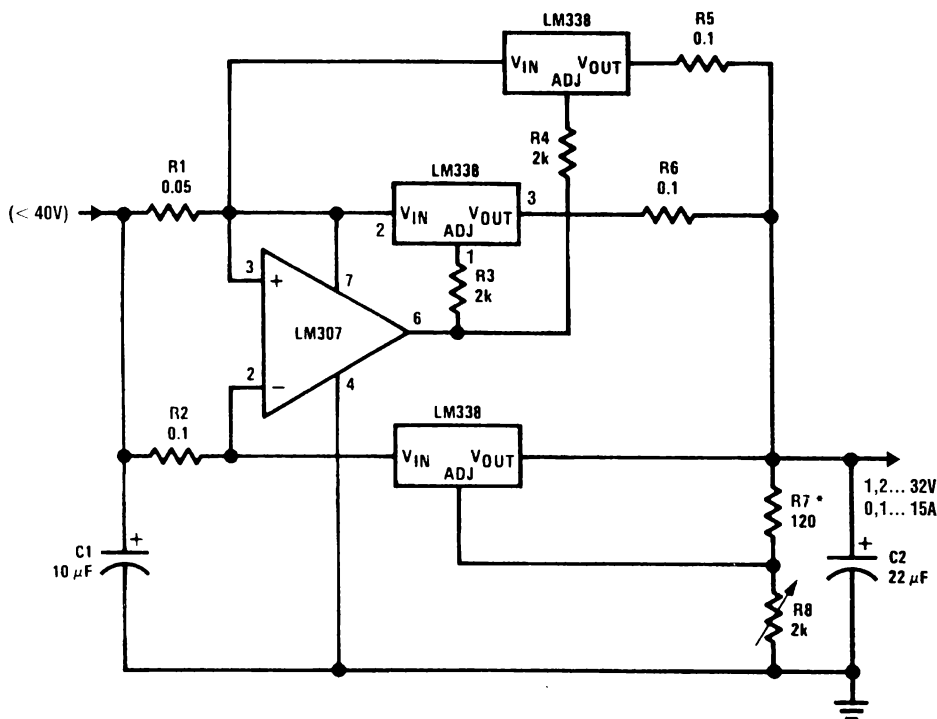 LM338
R5
0.1
V_IN V_OUT
ADJ
R4
2k
R1
0.05
LM338
R6
0.1
(< 40V)
V_IN V_OUT
ADJ
2
3
1
R3
2k
3
+
7
LM307
6
2
−
4
R2
0.1
LM338
V_IN V_OUT
ADJ
1,2... 32V
0,1... 15A
R7 *
120
C1
+
10 μF
+
C2
22 μF
R8
2k